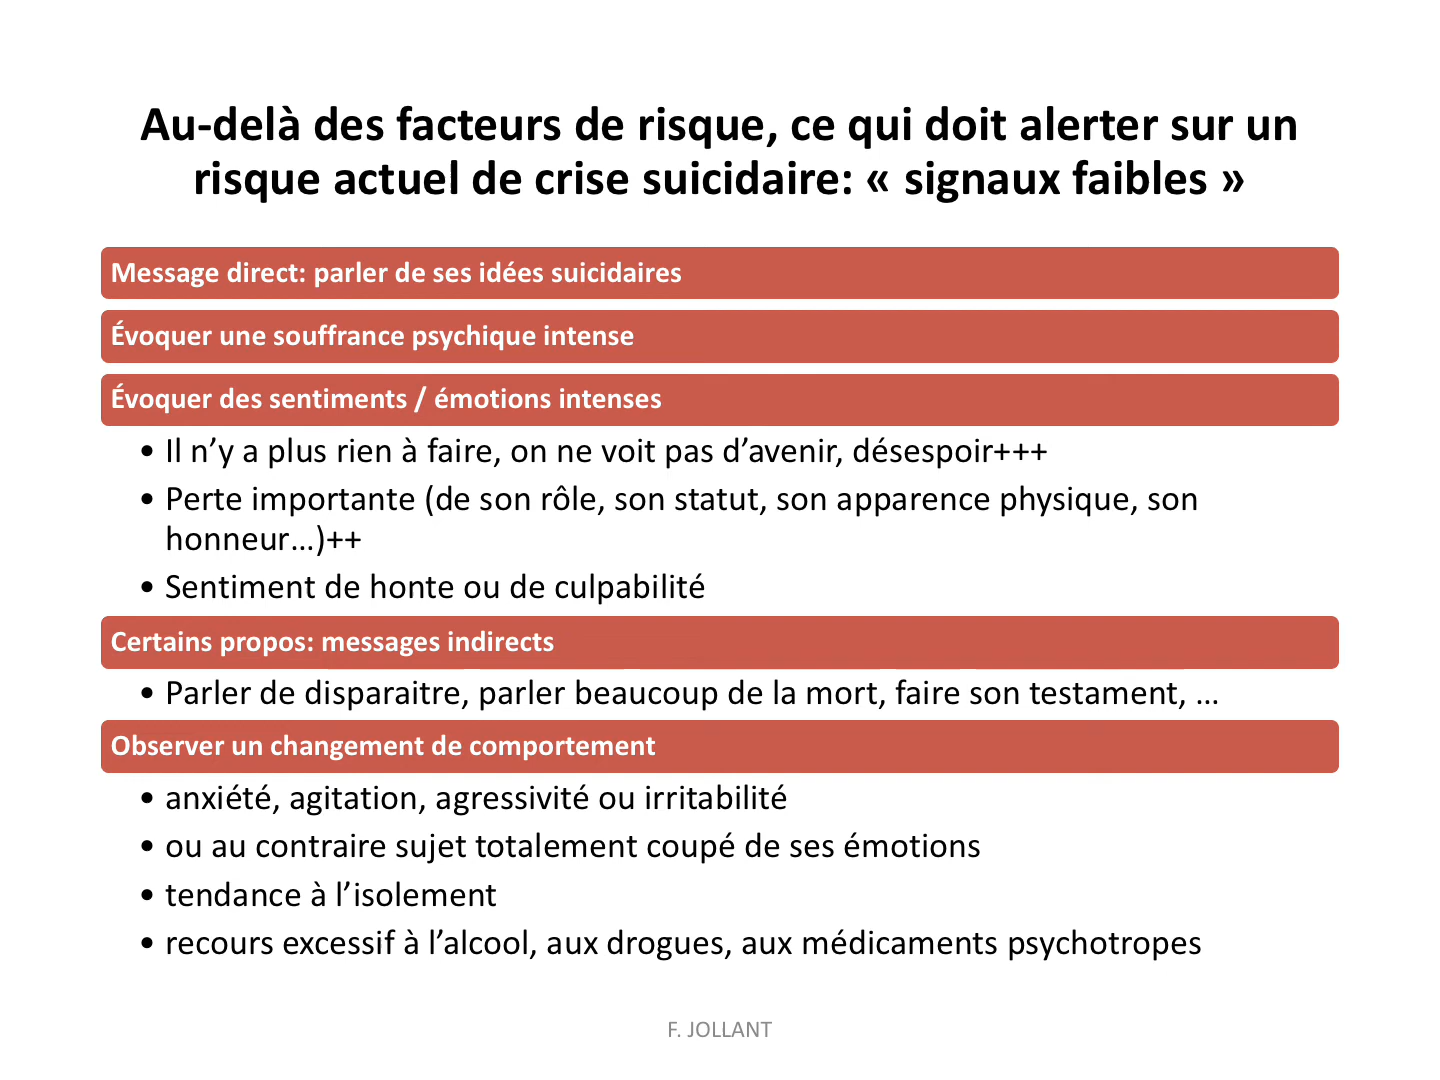 Au-delà des facteurs de risque, ce qui doit alerter sur un
risque actuel de crise suicidaire: « signaux faibles »
Message direct: parler de ses idées suicidaires
Évoquer une souffrance psychique intense
Évoquer des sentiments / émotions intenses
• Il n’y a plus rien à faire, on ne voit pas d’avenir, désespoir+++
• Perte importante (de son rôle, son statut, son apparence physique, son
honneur…)++
• Sentiment de honte ou de culpabilité
Certains propos: messages indirects
• Parler de disparaitre, parler beaucoup de la mort, faire son testament, …
Observer un changement de comportement
• anxiété, agitation, agressivité ou irritabilité
• ou au contraire sujet totalement coupé de ses émotions
• tendance à l’isolement
• recours excessif à l’alcool, aux drogues, aux médicaments psychotropes
F. JOLLANT